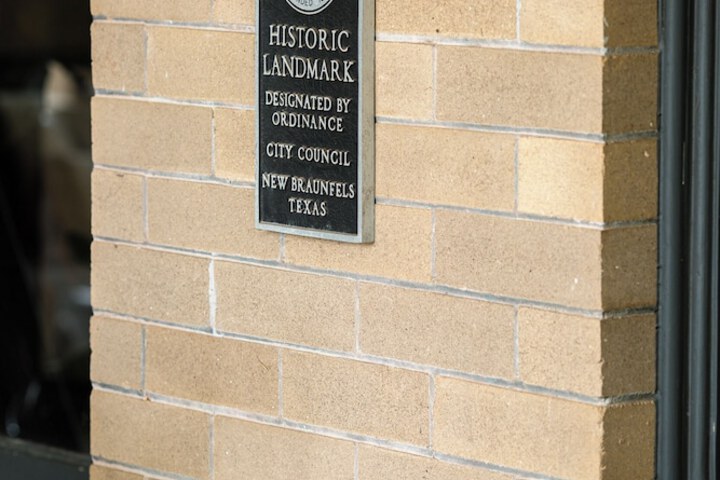 HISTORIC
LANDMARK
DESIGNATED BY
ORDINANCE
CITY COUNCIL
NEW BRAUNFELS
TEXAS